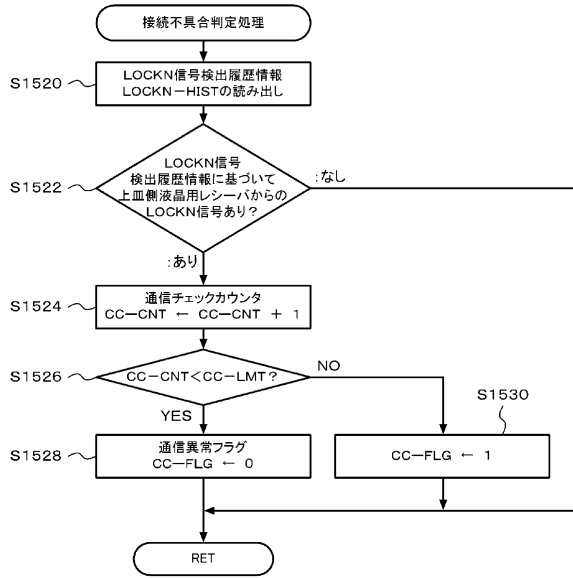 接続不具合判定処理
S1520
LOCKN信号検出履歴情報
LOCKN－HISTの読み出し
S1522
LOCKN信号
検出履歴情報に基づいて
上皿側液晶用レシーバからの
LOCKN信号あり？
：なし
：あり
S1524
通信チェックカウンタ
CC－CNT ← CC－CNT ＋ 1
S1526
CC－CNT＜CC－LMT？
NO
YES
S1530
S1528
通信異常フラグ
CC－FLG ← 0
CC－FLG ← 1
RET